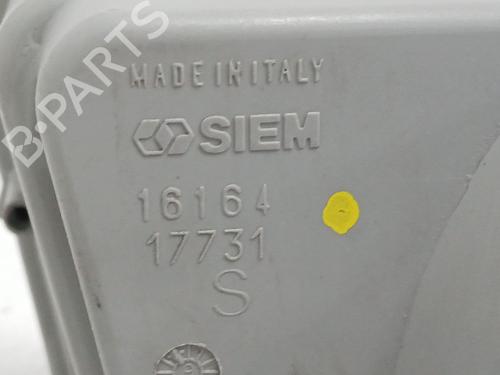 MADE IN ITALY
SIEM
16164
17731
S
B-PARTS